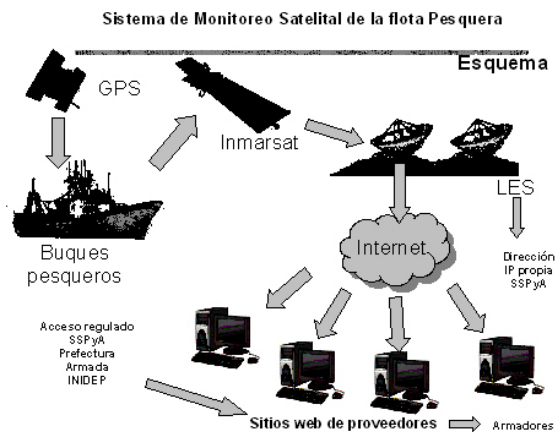 Sistema de Monitoreo Satelital de la flota Pesquera
Esquema
GPS
Inmarsat
LES
Buques
pesqueros
Internet
Dirección
IP propia
SSPyA
Acceso regulado
SSPyA
Prefectura
Armada
INIDEP
Sitios web de proveedores
Armadores